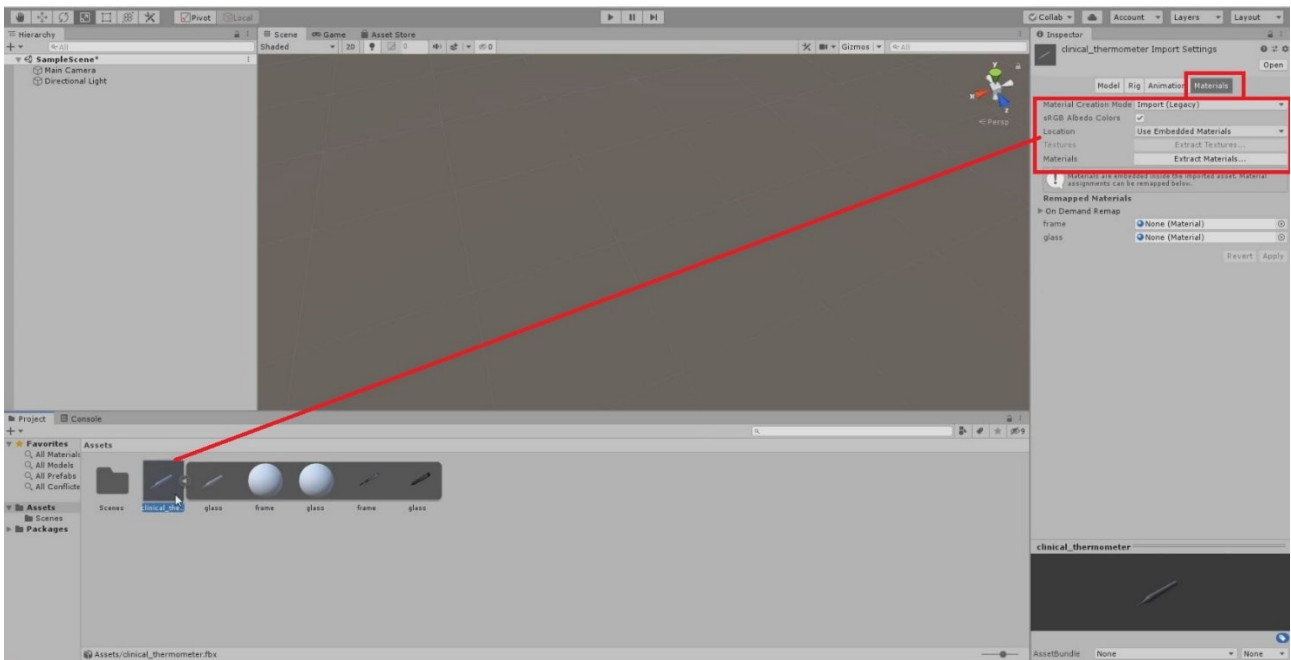 Pivot Local
Collab Account Layers Layout
Hierarchy
All
SampleScene*
Main Camera
Directional Light
Scene Game Asset Store
Shaded 2D 0 0 Gizmos All
Persp
y
x
z
Inspector
clinical_thermometer Import Settings
Open
Model Rig Animation Materials
Material Creation Mode Import (Legacy)
sRGB Albedo Colors
Location Use Embedded Materials
Textures Extract Textures...
Materials Extract Materials...
Materials are embedded inside the imported asset. Material
assignments can be remapped below.
Remapped Materials
On Demand Remap
frame None (Material)
glass None (Material)
Revert Apply
Project Console
9
Favorites
All Materials
All Models
All Prefabs
All Conflicts
Assets
Scenes
Packages
Assets
Scenes clinical_the... glass frame glass frame glass
Assets/clinical_thermometer.fbx
clinical_thermometer
AssetBundle None None